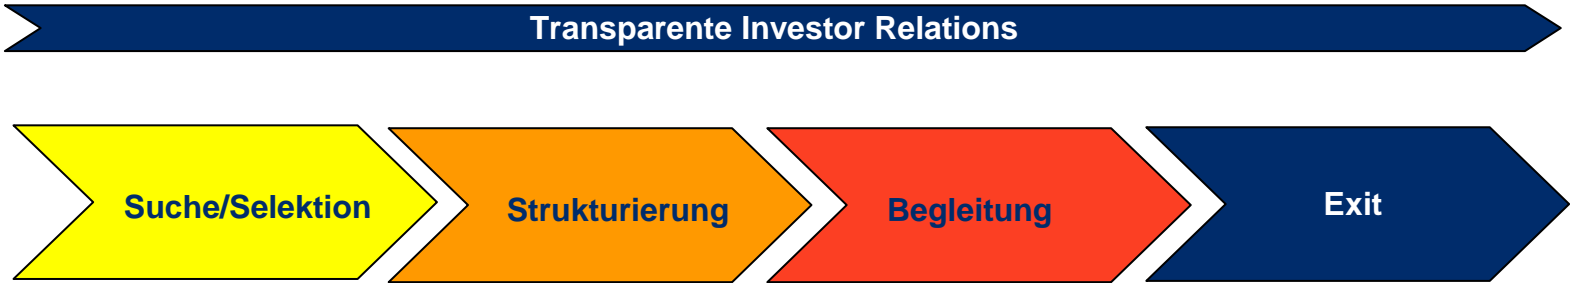 Transparente Investor Relations
Suche/Selektion
Strukturierung
Begleitung
Exit